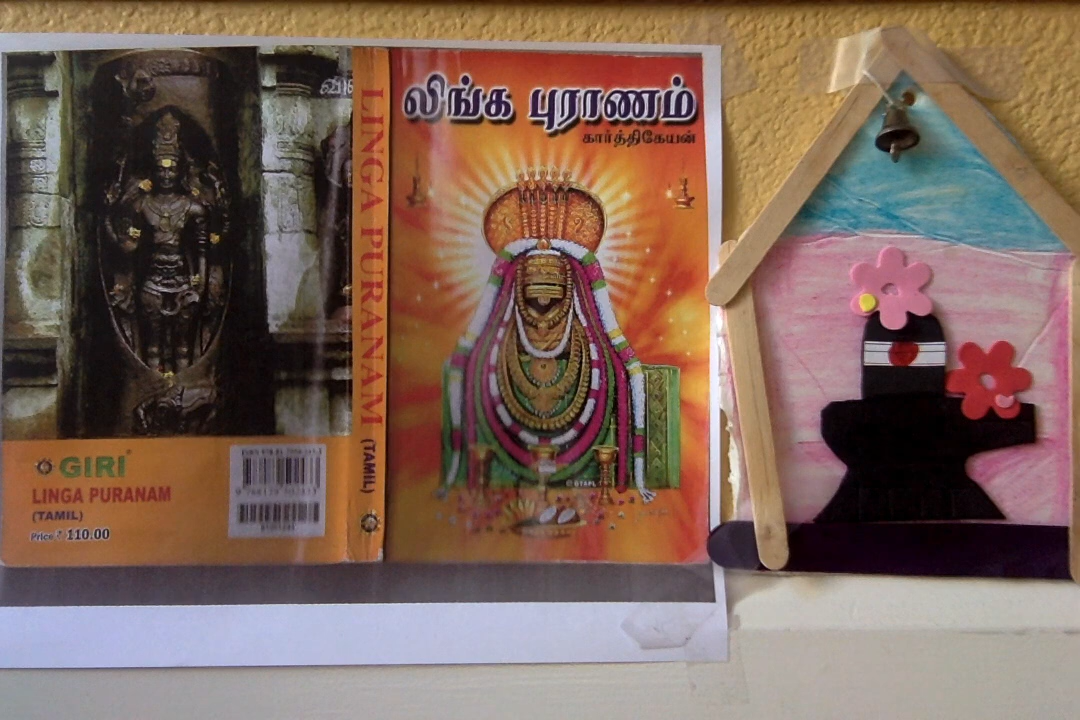 GIRI
LINGA PURANAM
(TAMIL)
Price ₹ 110.00
LINGA PURANAM (TAMIL)
லிங்க புராணம்
கார்த்திகேயன்